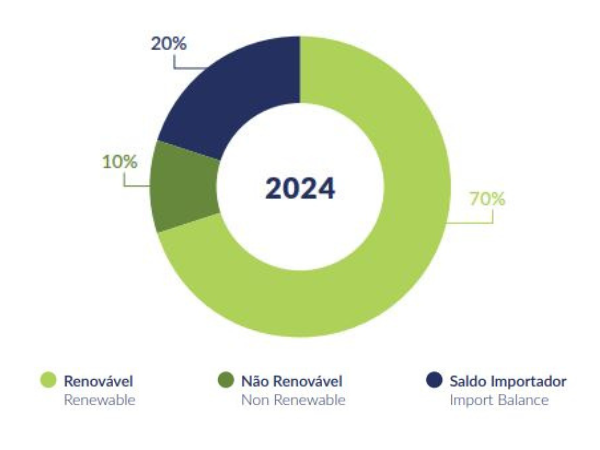 20%
10%
2024
70%
Renovável
Renewable
Não Renovável
Non Renewable
Saldo Importador
Import Balance